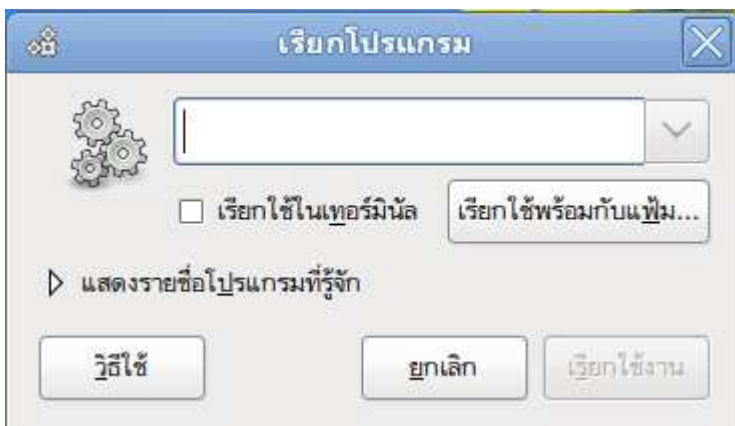 เรียกโปรแกรม
เรียกใช้ในเทอร์มินัล
เรียกใช้พร้อมกับแฟ้ม...
แสดงรายชื่อโปรแกรมที่รู้จัก
วิธีใช้
ยกเลิก
เรียกใช้งาน